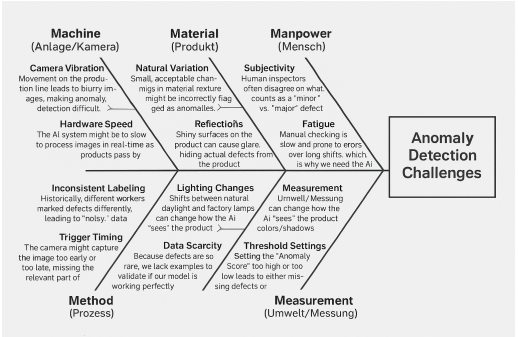 Machine
(Anlage/Kamera)
Material
(Produkt)
Manpower
(Mensch)
Camera Vibration
Movement on the produ-
tion line leads to biurry im-
ages, making anomaly,
detection difficult.
Natural Variation
Small, acceptable chan-
migs in material rexture
might be incorrectly fiag
ged as anomalles.
Subjectivity
Human inspectors
often disagree on what.
counts as a "minor"
vs. "major" defect
Hardware Speed
The AI system might be to slow
to process images in real-time as
products pass by
Reflections
Shiny surfaces on the
product can cause glare.
hiding actual defects from
the product
Fatigue
Manual checking is
slow and prone to erors
over long shifts. which,
is why we need the Ai
Anomaly
Detection
Challenges
Inconsistent Labeling
Historically, different workers
marked defects differently,
leading to "noisy.' data
Lighting Changes
Shifts between natural
daylight and factory lamps
can change how the Ai
"sees" the product
Measurement
Umwelf/Messung
can change how the
Ai "sees" the product
colors/shadows
Trigger Timing
The camera might capture
the image too early or
too late, missing the
relevant part of
Data Scarcity
Because defects are so
rare, we lack examples to
validate if our model is
working perfectly
Threshold Settings
Setting the "Anomaly
Score" too high or too
low leads to either mis-
sing defects or
Method
(Prozess)
Measurement
(Umwelt/Messung)